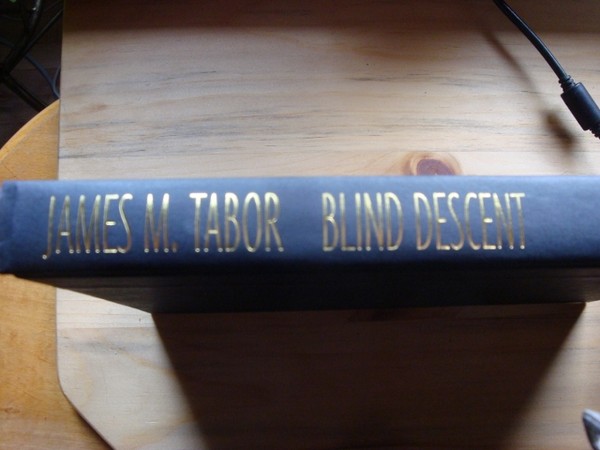 JAMES M. TABOR BLIND DESCENT